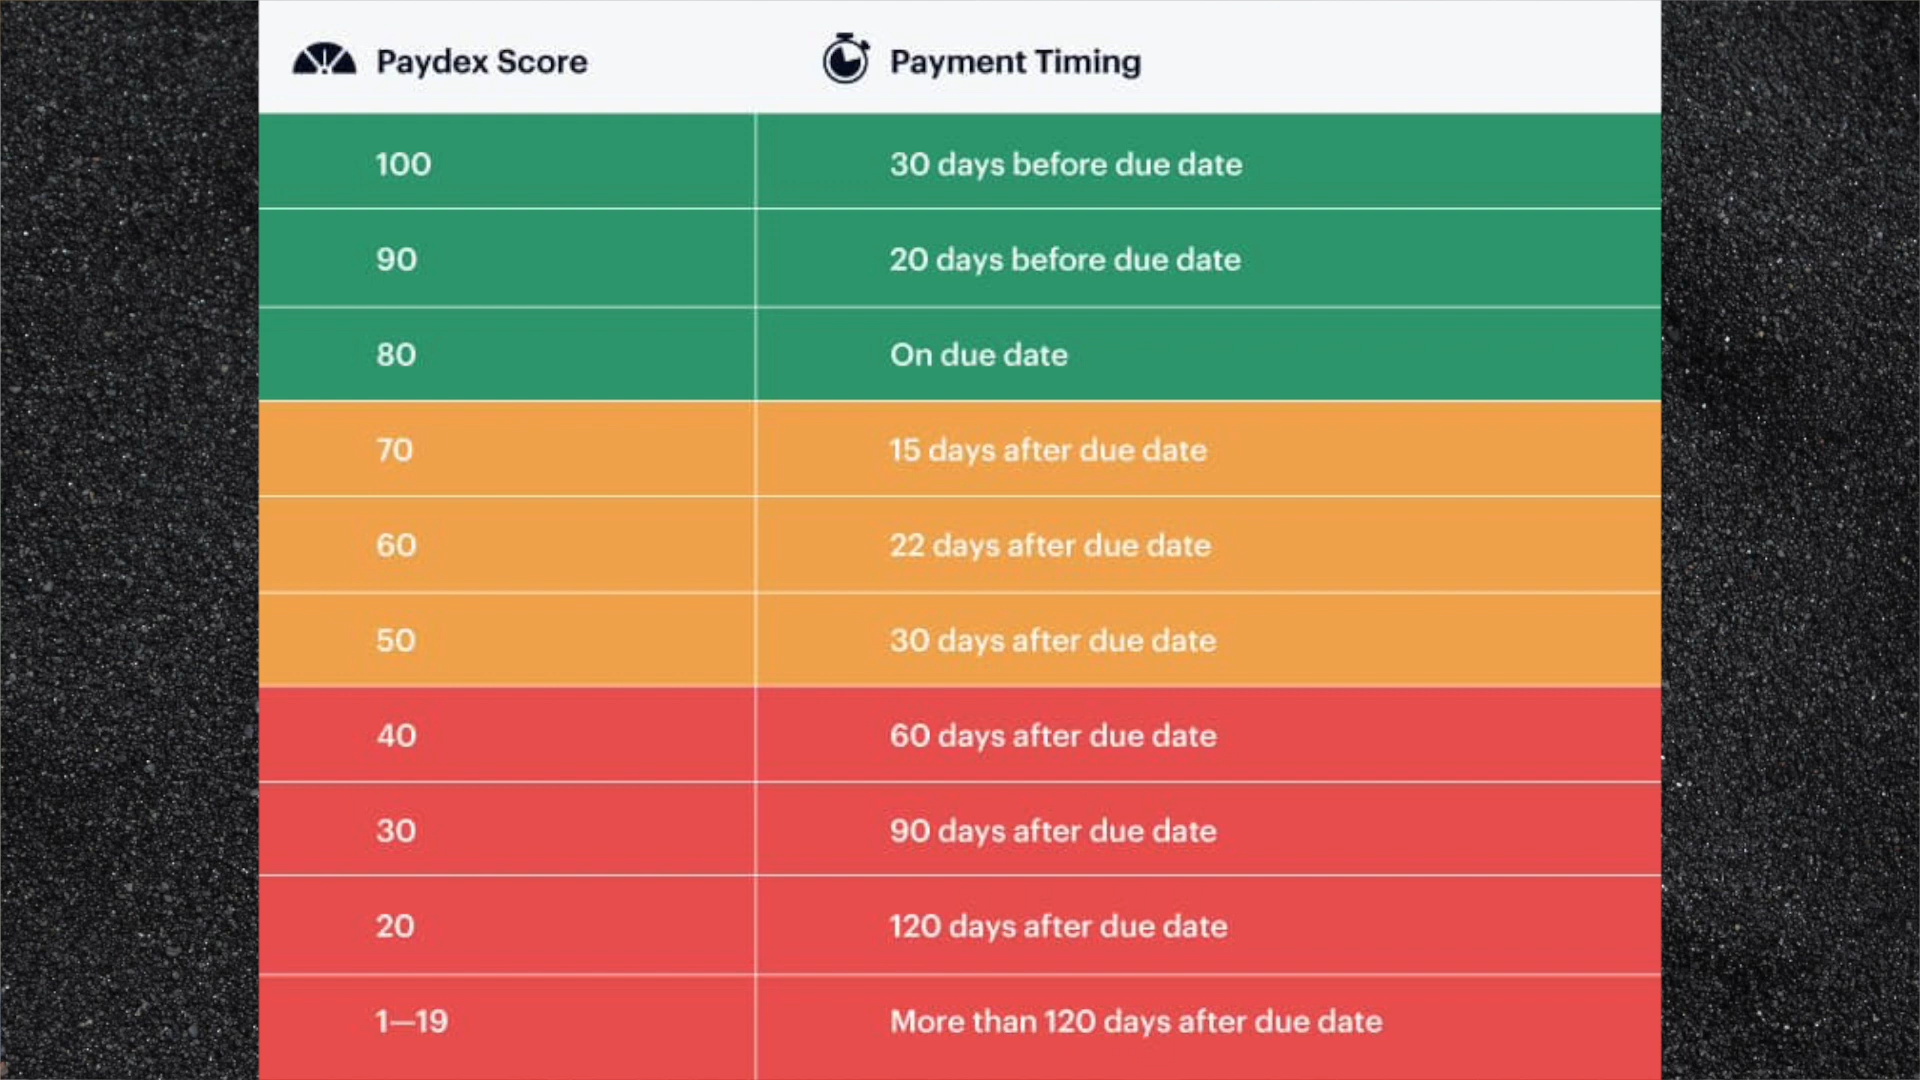 Paydex Score Payment Timing
100 30 days before due date
90 20 days before due date
80 On due date
70 15 days after due date
60 22 days after due date
50 30 days after due date
40 60 days after due date
30 90 days after due date
20 120 days after due date
1—19 More than 120 days after due date